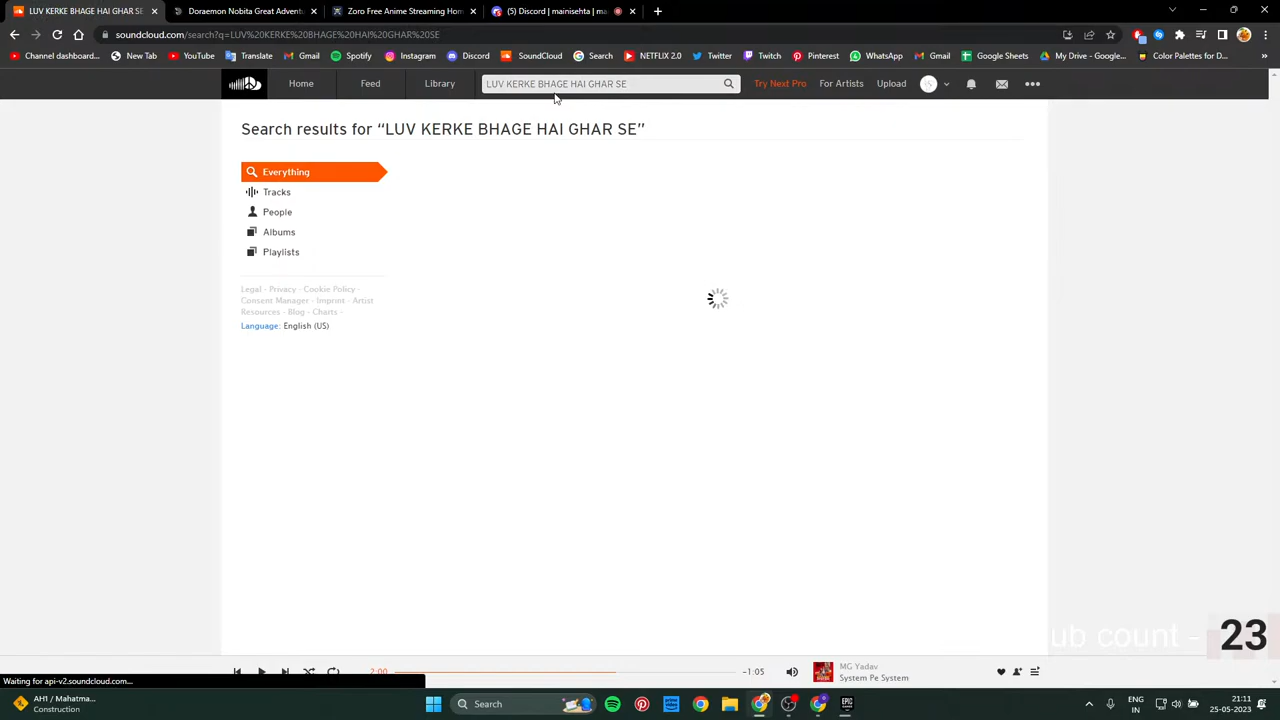 LUV KERKE BHAGE HAI GHAR SE
Doraemon Nobita Gaming Advent
Zoro Free Anime Streaming Hom
(5) Discord | mainisehta | ma
soundcloud.com/search?q=LUV%20KERKE%20BHAGE%20HAI%20GHAR%20SE
Channel dashboard...
New Tab
Gmail
YouTube
Spotify
Instagram
Discord
SoundCloud
Search
NETFLIX 2.0
Twitter
Twitch
Pinterest
WhatsApp
Gmail
Google Sheets
My Drive - Google...
Color Palettes for D...
Home
Feed
Library
LUV KERKE BHAGE HAI GHAR SE
Try Next Pro
For Artists
Upload
Search results for “LUV KERKE BHAGE HAI GHAR SE”
Everything
Tracks
People
Albums
Playlists
Legal - Privacy - Cookie Policy -
Consent Manager - Imprint - Artist
Resources - Blog - Charts -
Language: English (US)
ub count - 23
2:00
-1:05
MG Yadav
System Pe System
Waiting for api-v2.soundcloud.com...
AH1 / Mahatma...
Construction
Search
ENG
IN
21:11
25-05-2023